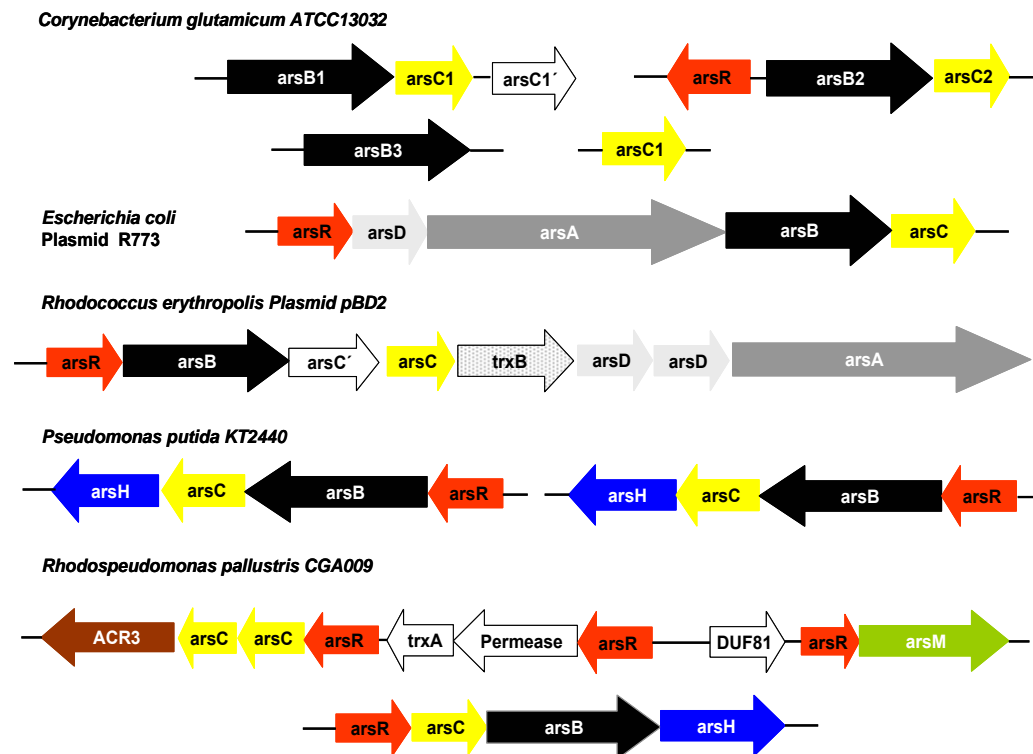 Corynebacterium glutamicum ATCC13032
arsB1 arsC1 arsC1´ arsR arsB2 arsC2
arsB3 arsC1
Escherichia coli
Plasmid R773
arsR arsD arsA arsB arsC
Rhodococcus erythropolis Plasmid pBD2
arsR arsB arsC´ arsC trxB arsD arsD arsA
Pseudomonas putida KT2440
arsH arsC arsB arsR arsH arsC arsB arsR
Rhodospeudomonas pallustris CGA009
ACR3 arsC arsC arsR trxA Permease arsR DUF81 arsR arsM
arsR arsC arsB arsH